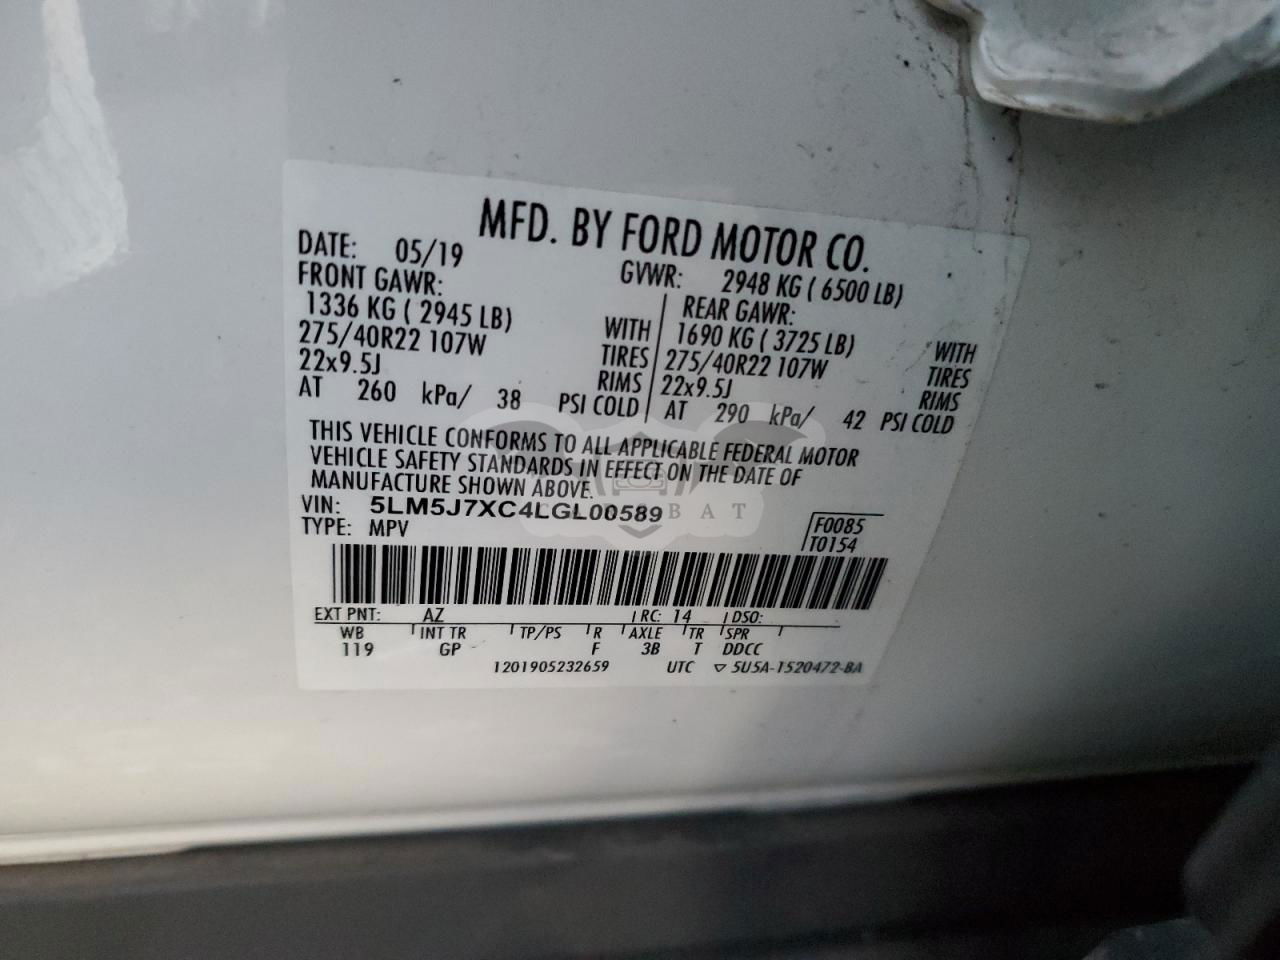 MFD. BY FORD MOTOR CO.
DATE: 05/19 GVWR: 2948 KG ( 6500 LB)
FRONT GAWR: REAR GAWR:
1336 KG ( 2945 LB) WITH 1690 KG ( 3725 LB) WITH
275/40R22 107W TIRES 275/40R22 107W TIRES
22x9.5J RIMS 22x9.5J RIMS
AT 260 kPa/ 38 PSI COLD AT 290 kPa/ 42 PSI COLD
THIS VEHICLE CONFORMS TO ALL APPLICABLE FEDERAL MOTOR
VEHICLE SAFETY STANDARDS IN EFFECT ON THE DATE OF
MANUFACTURE SHOWN ABOVE.
VIN: 5LM5J7XC4LGL00589
TYPE: MPV
F0085
T0154
EXT PNT: AZ RC: 14 DSO:
WB INT TR TP/PS R AXLE TR SPR
119 GP F 3B T DDCC
1201905232659 UTC ▽ 5U5A-1520472-BA